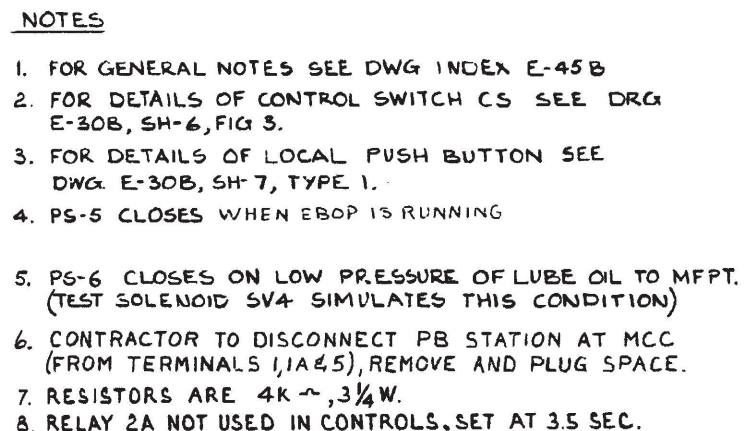 NOTES
1. FOR GENERAL NOTES SEE DWG INDEX E-45B
2. FOR DETAILS OF CONTROL SWITCH CS SEE DRG
E-30B, SH-6, FIG 3.
3. FOR DETAILS OF LOCAL PUSH BUTTON SEE
DWG. E-30B, SH-7, TYPE 1.
4. PS-5 CLOSES WHEN EBOP IS RUNNING
5. PS-6 CLOSES ON LOW PRESSURE OF LUBE OIL TO MFPT.
(TEST SOLENOID SV4 SIMULATES THIS CONDITION)
6. CONTRACTOR TO DISCONNECT PB STATION AT MCC
(FROM TERMINALS 1,1A&5), REMOVE AND PLUG SPACE.
7. RESISTORS ARE 4K ~, 3 1/4 W.
8. RELAY 2A NOT USED IN CONTROLS. SET AT 3.5 SEC.